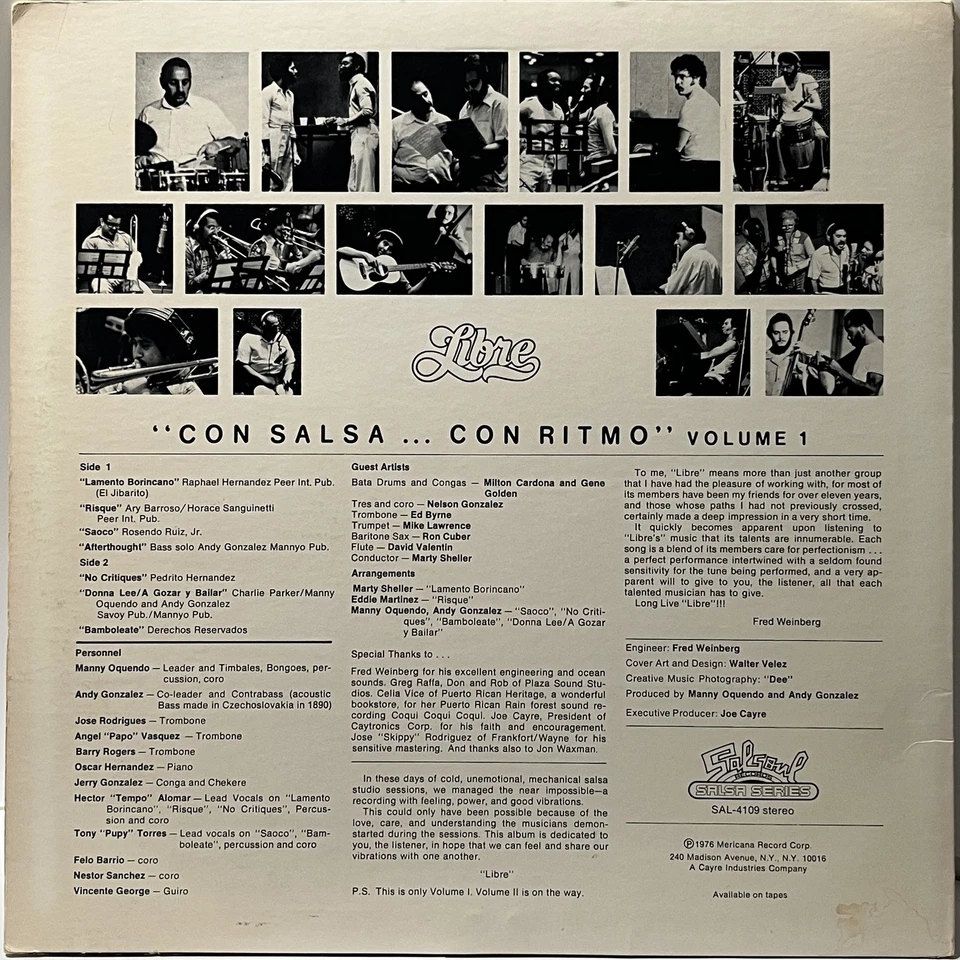 Libre
“CON SALSA ... CON RITMO” VOLUME 1
Side 1
“Lamento Borincano” Raphael Hernandez Peer Int. Pub.
(El Jibarito)
“Risque” Ary Barroso/Horace Sanguinetti
Peer Int. Pub.
“Saoco” Rosendo Ruiz, Jr.
“Afterthought” Bass solo Andy Gonzalez Mannyo Pub.
Side 2
“No Critiques” Pedrito Hernandez
“Donna Lee/A Gozar y Bailar” Charlie Parker/Manny
Oquendo and Andy Gonzalez
Savoy Pub./Mannyo Pub.
“Bamboleate” Derechos Reservados
Personnel
Manny Oquendo — Leader and Timbales, Bongoes, per-
cussion, coro
Andy Gonzalez — Co-leader and Contrabass (acoustic
Bass made in Czechoslovakia in 1890)
Jose Rodrigues — Trombone
Angel “Papo” Vasquez — Trombone
Barry Rogers — Trombone
Oscar Hernandez — Piano
Jerry Gonzalez — Conga and Chekere
Hector “Tempo” Alomar — Lead Vocals on “Lamento
Borincano”, “Risque”, “No Critiques”, Percus-
sion and coro
Tony “Pupy” Torres — Lead vocals on “Saoco”, “Bam-
boleate”, percussion and coro
Felo Barrio — coro
Nestor Sanchez — coro
Vincente George — Guiro
Guest Artists
Bata Drums and Congas — Milton Cardona and Gene
Golden
Tres and coro — Nelson Gonzalez
Trombone — Ed Byrne
Trumpet — Mike Lawrence
Baritone Sax — Ron Cuber
Flute — David Valentin
Conductor — Marty Sheller
Arrangements
Marty Sheller — “Lamento Borincano”
Eddie Martinez — “Risque”
Manny Oquendo, Andy Gonzalez — “Saoco”, “No Criti-
ques”, “Bamboleate”, “Donna Lee/A Gozar
y Bailar”
Special Thanks to . . .
Fred Weinberg for his excellent engineering and ocean
sounds. Greg Raffa, Don and Rob of Plaza Sound Stu-
dios. Celia Vice of Puerto Rican Heritage, a wonderful
bookstore, for her Puerto Rican Rain forest sound re-
cording Coqui Coqui Coqui. Joe Cayre, President of
Caytronics Corp. for his faith and encouragement.
Jose “Skippy” Rodriguez of Frankfort/Wayne for his
sensitive mastering. And thanks also to Jon Waxman.
In these days of cold, unemotional, mechanical salsa
studio sessions, we managed the near impossible—a
recording with feeling, power, and good vibrations.
This could only have been possible because of the
love, care, and understanding the musicians demon-
started during the sessions. This album is dedicated to
you, the listener, in hope that we can feel and share our
vibrations with one another.
“Libre”
P.S. This is only Volume I. Volume II is on the way.
To me, “Libre” means more than just another group
that I have had the pleasure of working with, for most of
its members have been my friends for over eleven years,
and those whose paths I had not previously crossed,
certainly made a deep impression in a very short time.
It quickly becomes apparent upon listening to
“Libre's” music that its talents are innumerable. Each
song is a blend of its members care for perfectionism . . .
a perfect performance intertwined with a seldom found
sensitivity for the tune being performed, and a very ap-
parent will to give to you, the listener, all that each
talented musician has to give.
Long Live “Libre”!!!
Fred Weinberg
Engineer: Fred Weinberg
Cover Art and Design: Walter Velez
Creative Music Photography: “Dee”
Produced by Manny Oquendo and Andy Gonzalez
Executive Producer: Joe Cayre
Salsoul
RECORDS
SALSA SERIES
SAL-4109 stereo
℗1976 Mericana Record Corp.
240 Madison Avenue, N.Y., N.Y. 10016
A Cayre Industries Company
Available on tapes